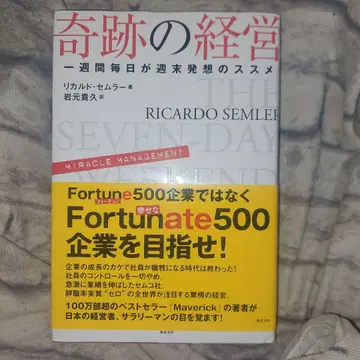 奇跡の経営
一週間毎日が週末発想のススメ
リカルド・セムラー 著
岩元貴久 訳
THE
RICARDO SEMLER
SEVEN-DAY
WEEKEND
MIRACLE MANAGEMENT
Fortune500企業ではなく
幸せな
Fortunate500
企業を目指せ!
企業の成長のカゲで社員が犠牲になる時代は終わった!
社員のコントロールを一切やめ、
急激に業績を伸ばしたセムコ社。
辞職率実質“ゼロ”の全世界が注目する驚愕の経営。
100万部超のベストセラー「Maverick」の著者が
日本の経営者、サラリーマンの目を覚ます!